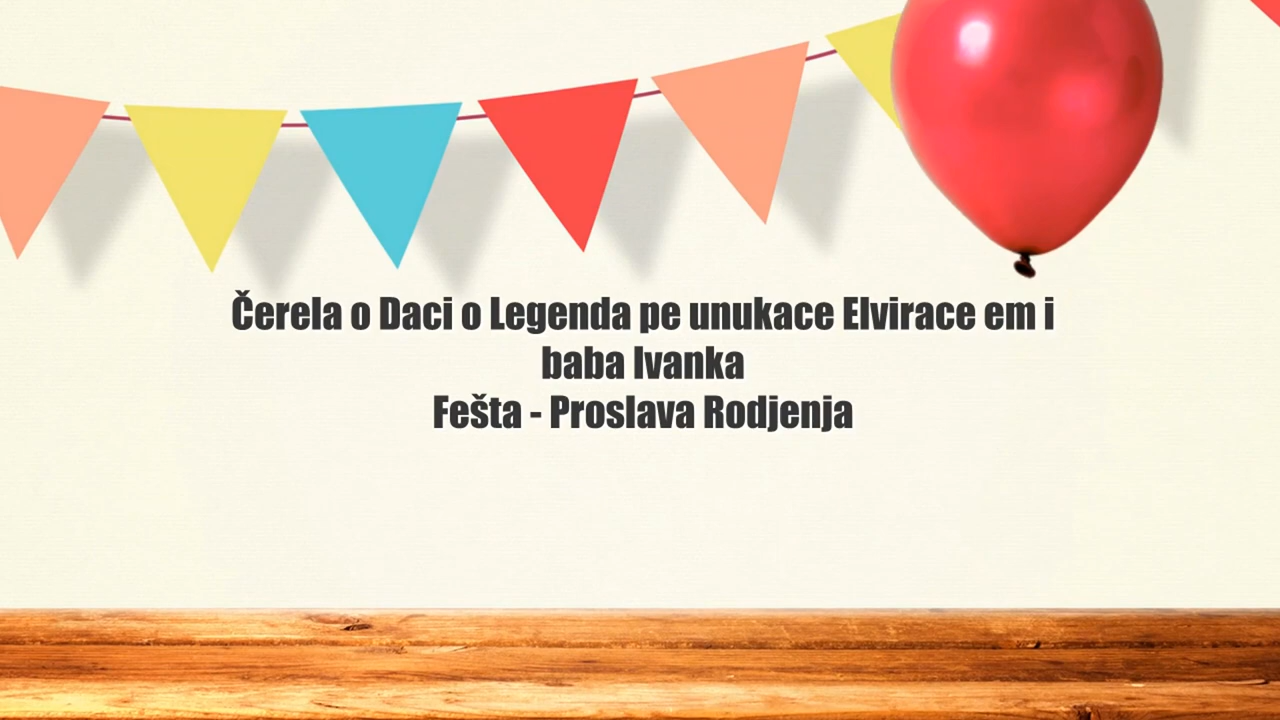 Čerela o Daci o Legenda pe unukace Elvirace em i
baba Ivanka
Fešta - Proslava Rodjenja